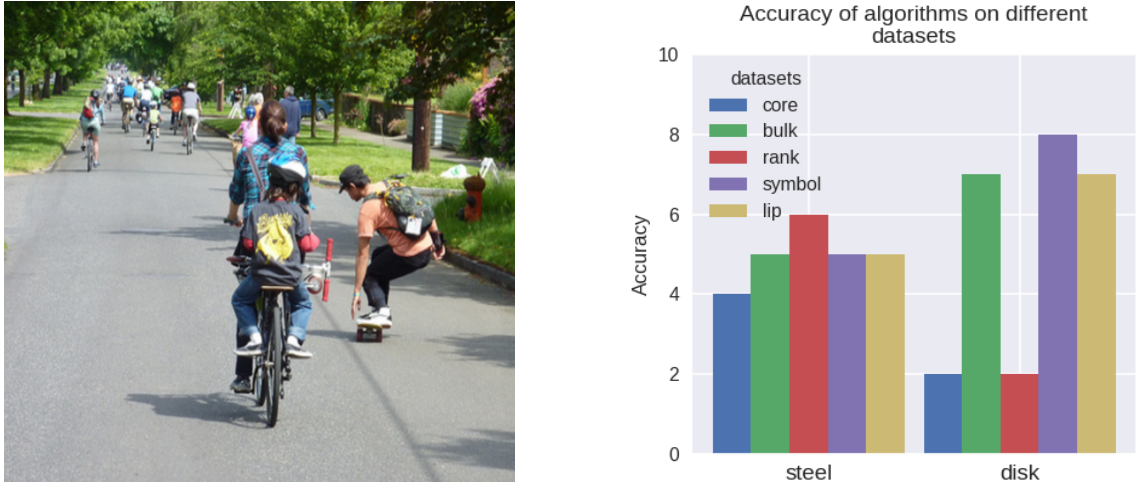 Accuracy of algorithms on different
datasets
10
8
6
4
2
0
Accuracy
datasets
core
bulk
rank
symbol
lip
steel
disk